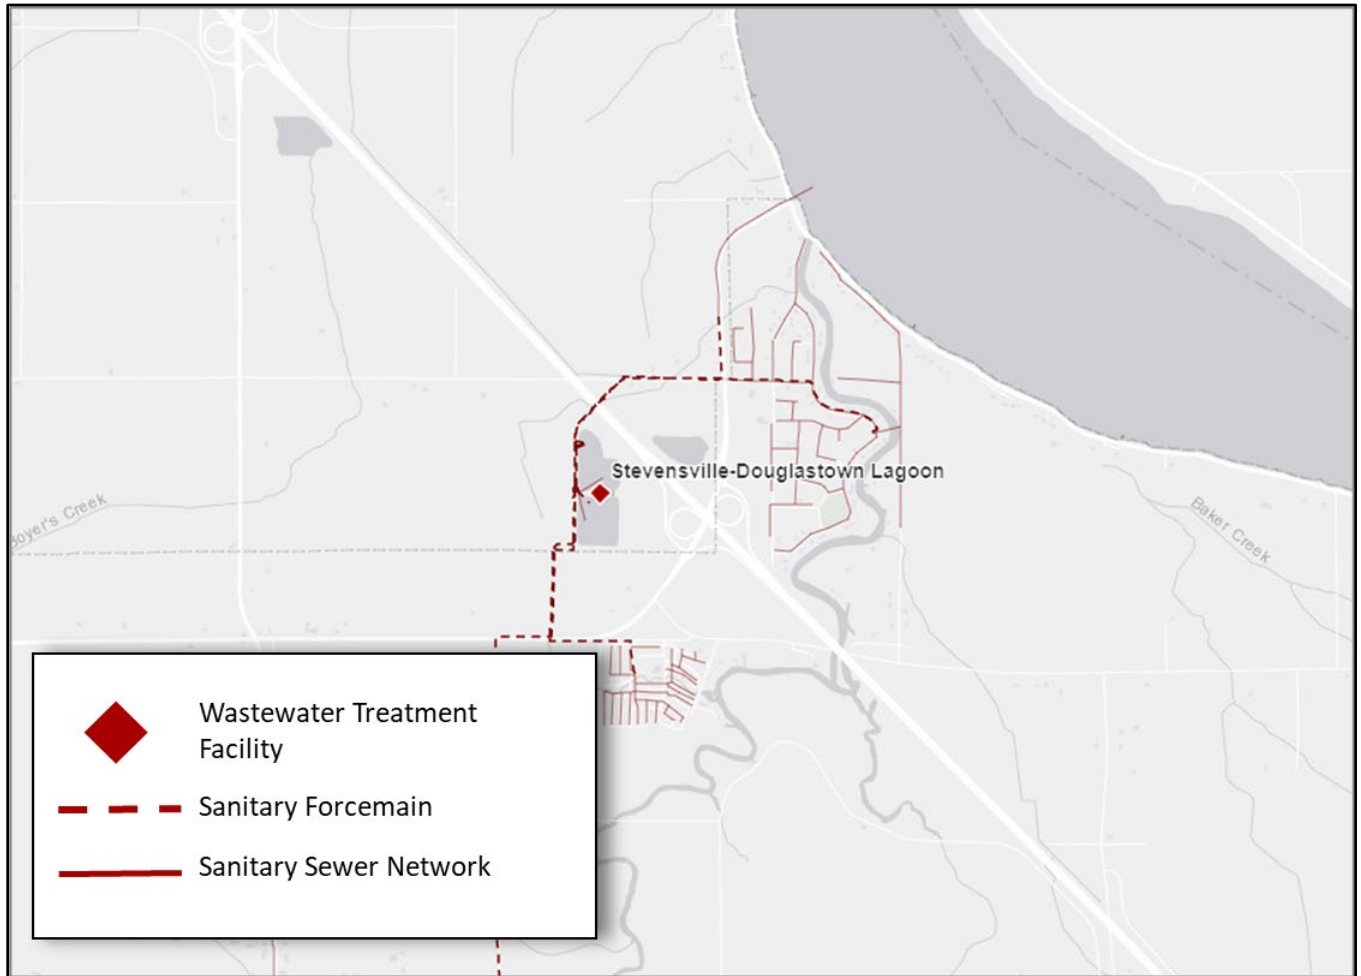 Stevensville-Douglastown Lagoon
Boyer's Creek
Baker Creek
Wastewater Treatment
Facility
Sanitary Forcemain
Sanitary Sewer Network